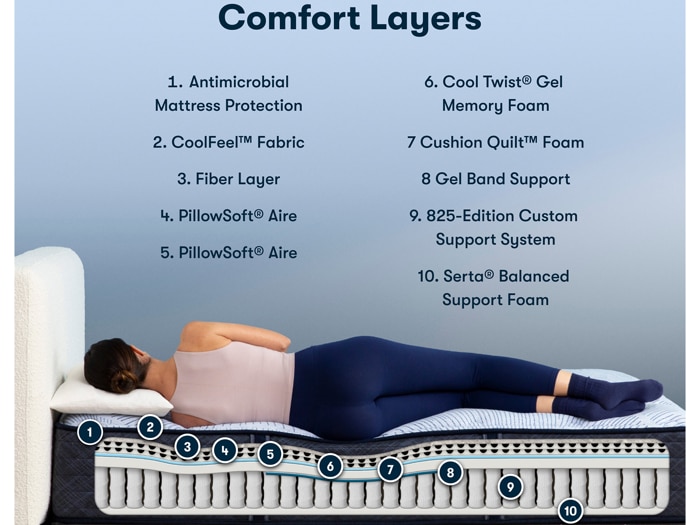 Comfort Layers
1. Antimicrobial
Mattress Protection
2. CoolFeel™ Fabric
3. Fiber Layer
4. PillowSoft® Aire
5. PillowSoft® Aire
6. Cool Twist® Gel
Memory Foam
7 Cushion Quilt™ Foam
8 Gel Band Support
9. 825-Edition Custom
Support System
10. Serta® Balanced
Support Foam
1
2
3
4
5
6
7
8
9
10